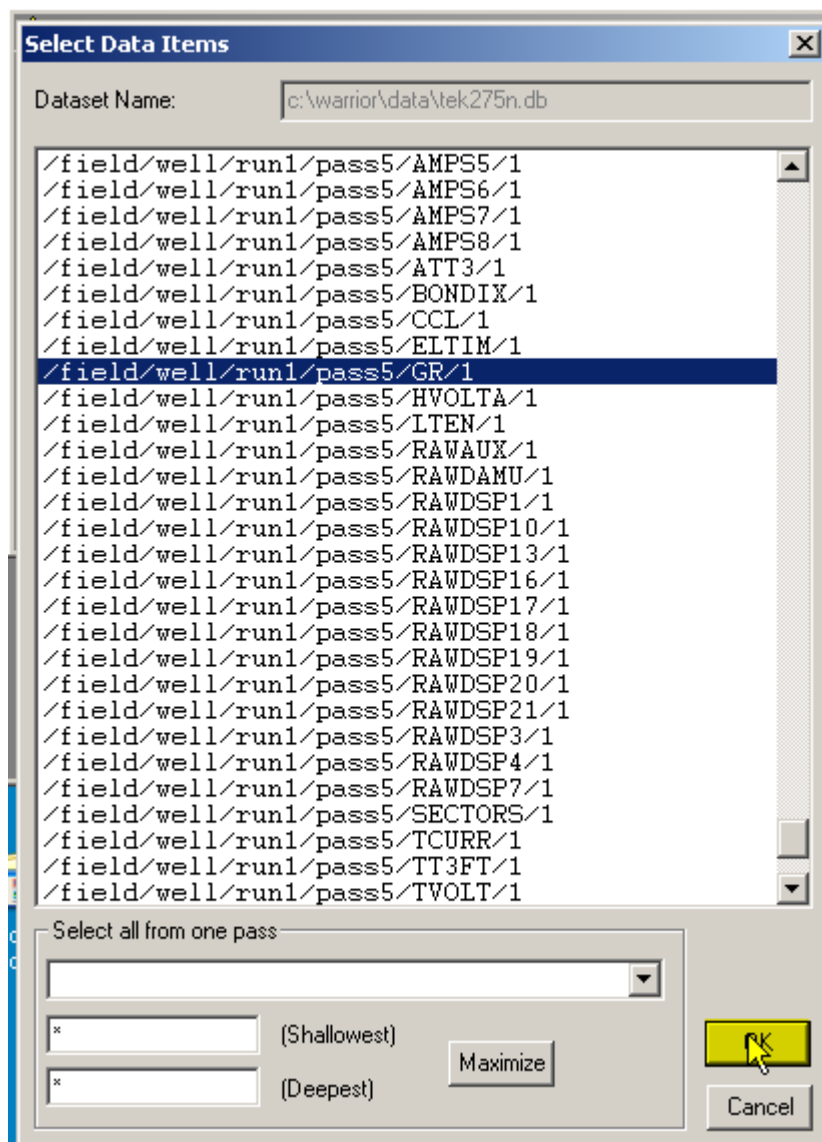 Select Data Items
Dataset Name: c:\warrior\data\tek275n.db
/field/well/run1/pass5/AMPS5/1
/field/well/run1/pass5/AMPS6/1
/field/well/run1/pass5/AMPS7/1
/field/well/run1/pass5/AMPS8/1
/field/well/run1/pass5/ATT3/1
/field/well/run1/pass5/BONDIX/1
/field/well/run1/pass5/CCL/1
/field/well/run1/pass5/ELTIM/1
/field/well/run1/pass5/GR/1
/field/well/run1/pass5/HVOLTA/1
/field/well/run1/pass5/LTEN/1
/field/well/run1/pass5/RAWAUX/1
/field/well/run1/pass5/RAWDAMU/1
/field/well/run1/pass5/RAWDSP1/1
/field/well/run1/pass5/RAWDSP10/1
/field/well/run1/pass5/RAWDSP13/1
/field/well/run1/pass5/RAWDSP16/1
/field/well/run1/pass5/RAWDSP17/1
/field/well/run1/pass5/RAWDSP18/1
/field/well/run1/pass5/RAWDSP19/1
/field/well/run1/pass5/RAWDSP20/1
/field/well/run1/pass5/RAWDSP21/1
/field/well/run1/pass5/RAWDSP3/1
/field/well/run1/pass5/RAWDSP4/1
/field/well/run1/pass5/RAWDSP7/1
/field/well/run1/pass5/SECTORS/1
/field/well/run1/pass5/TCURR/1
/field/well/run1/pass5/TT3FT/1
/field/well/run1/pass5/TVOLT/1
Select all from one pass
* (Shallowest)
Maximize
* (Deepest)
OK
Cancel